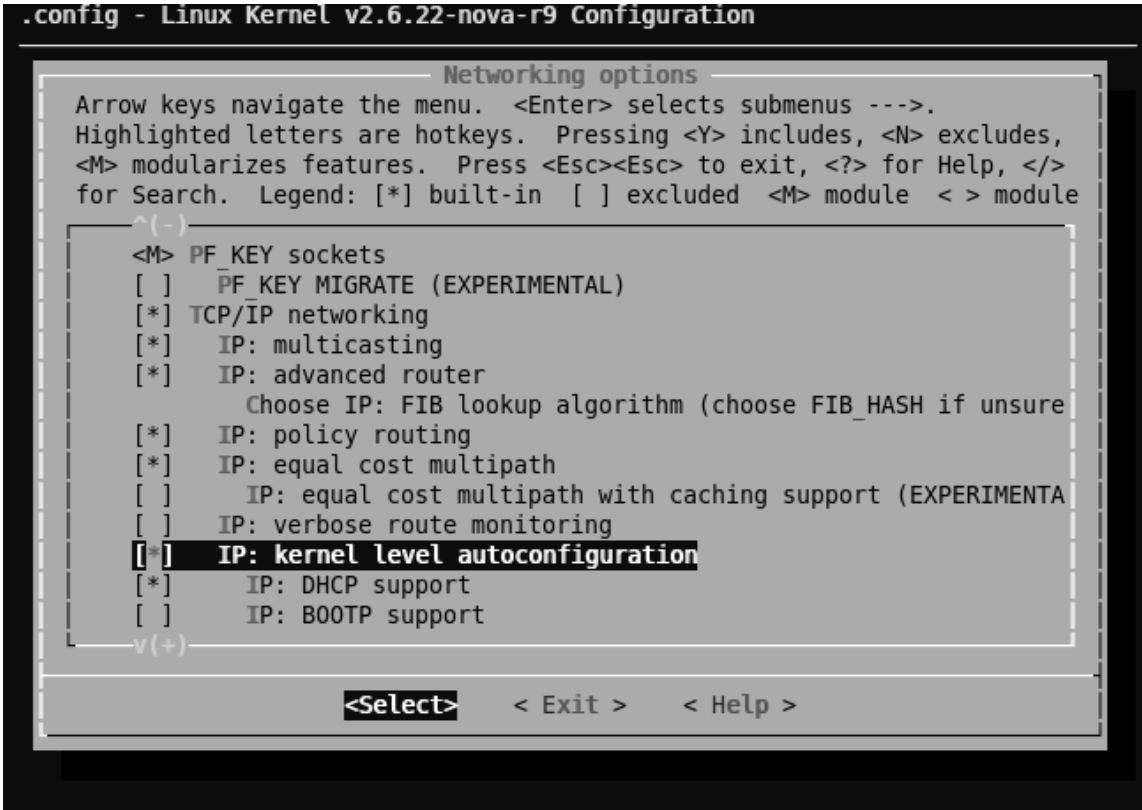 .config - Linux Kernel v2.6.22-nova-r9 Configuration
Networking options
Arrow keys navigate the menu.  <Enter> selects submenus --->.
Highlighted letters are hotkeys.  Pressing <Y> includes, <N> excludes,
<M> modularizes features.  Press <Esc><Esc> to exit, <?> for Help, </>
for Search.  Legend: [*] built-in  [ ] excluded  <M> module  < > module
^(-)
<M> PF_KEY sockets
[ ]   PF_KEY MIGRATE (EXPERIMENTAL)
[*] TCP/IP networking
[*]   IP: multicasting
[*]   IP: advanced router
Choose IP: FIB lookup algorithm (choose FIB_HASH if unsure
[*]   IP: policy routing
[*]   IP: equal cost multipath
[ ]     IP: equal cost multipath with caching support (EXPERIMENTA
[ ]   IP: verbose route monitoring
[*]   IP: kernel level autoconfiguration
[*]     IP: DHCP support
[ ]     IP: BOOTP support
v(+)
<Select>    < Exit >    < Help >